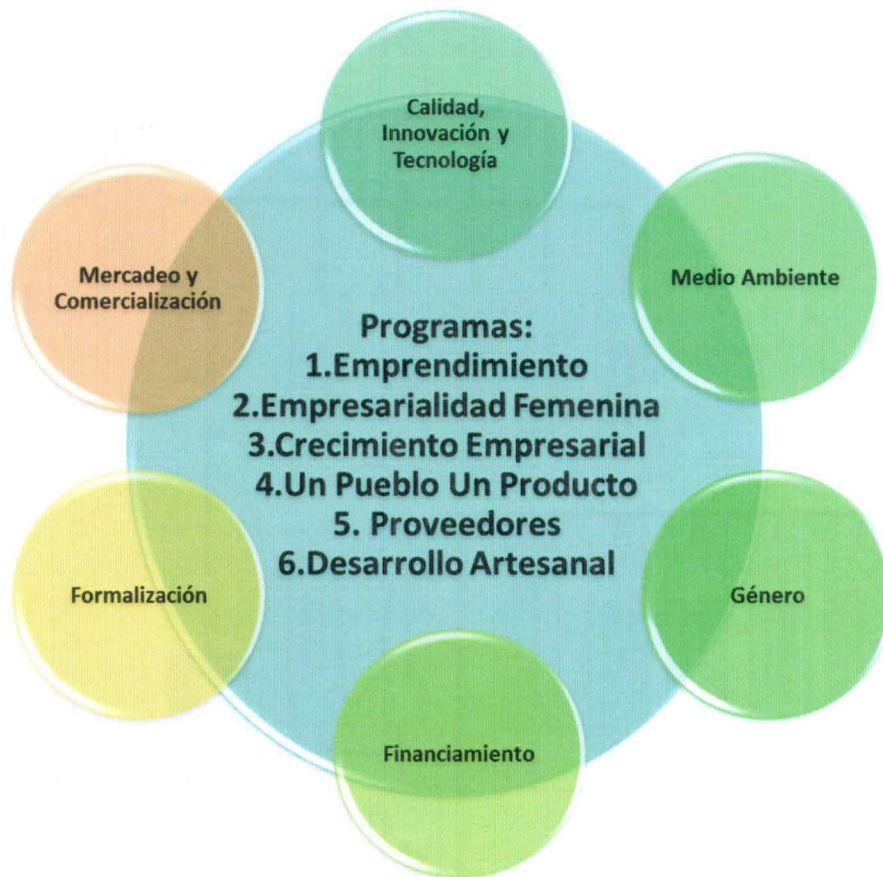 Calidad,
Innovación y
Tecnología
Medio Ambiente
Género
Financiamiento
Formalización
Mercadeo y
Comercialización
Programas:
1.Emprendimiento
2.Empresarialidad Femenina
3.Crecimiento Empresarial
4.Un Pueblo Un Producto
5. Proveedores
6.Desarrollo Artesanal